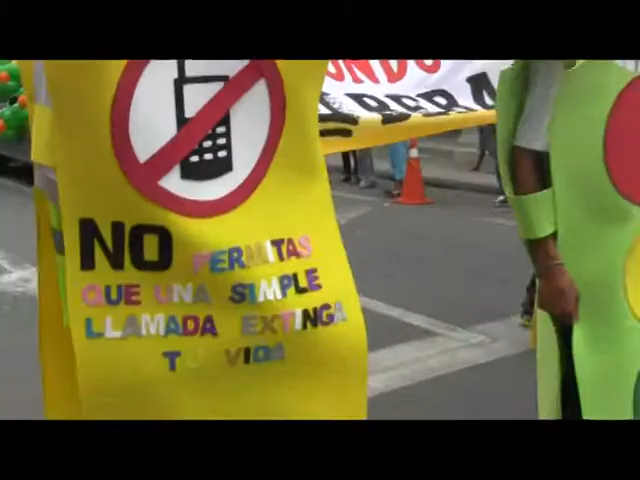 NO PERMITAS
QUE UNA SIMPLE
LLAMADA EXTINGA
TU VIDA